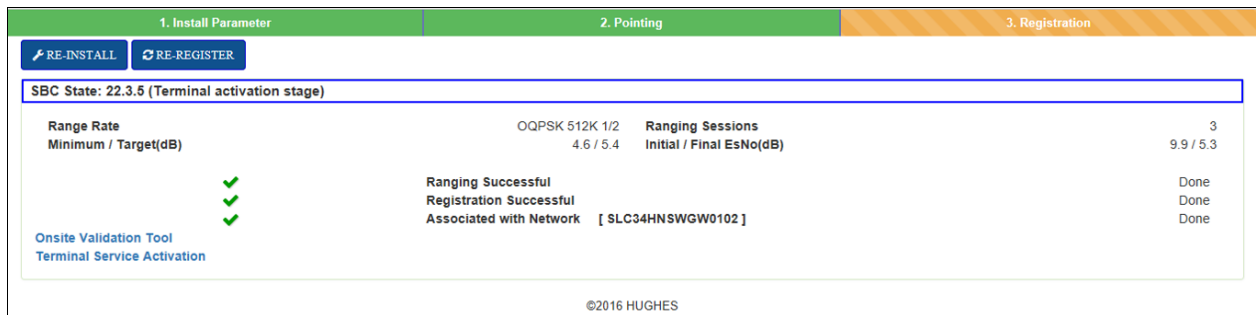 1. Install Parameter 2. Pointing 3. Registration
RE-INSTALL RE-REGISTER
SBC State: 22.3.5 (Terminal activation stage)
Range Rate OQPSK 512K 1/2 Ranging Sessions 3
Minimum / Target(dB) 4.6 / 5.4 Initial / Final EsNo(dB) 9.9 / 5.3
Ranging Successful Done
Registration Successful Done
Associated with Network [ SLC34HNSWGW0102 ] Done
Onsite Validation Tool
Terminal Service Activation
©2016 HUGHES